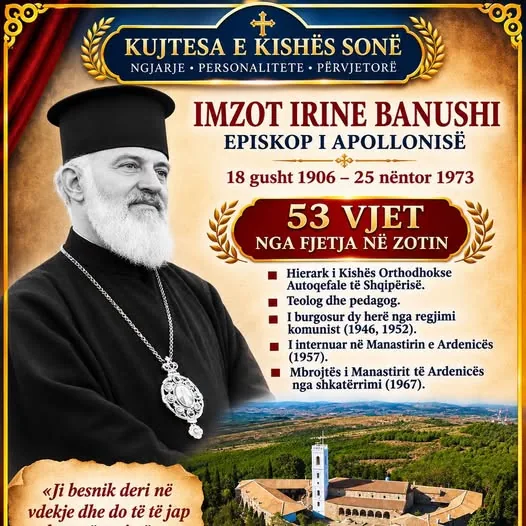 KUJTESA E KISHËS SONË
NGJARJE • PERSONALITETE • PËRVJETORË
IMZOT IRINE BANUSHI
EPISKOP I APOLLONISË
18 gusht 1906 – 25 nëntor 1973
53 VJET
NGA FJETJA NË ZOTIN
Hierark i Kishës Orthodhokse
Autoqefale të Shqipërisë.
Teolog dhe pedagog.
I burgosur dy herë nga regjimi
komunist (1946, 1952).
I internuar në Manastirin e Ardenicës
(1957).
Mbrojtës i Manastirit të Ardenicës
nga shkatërrimi (1967).
«Ji besnik deri në
vdekje dhe do të të jap